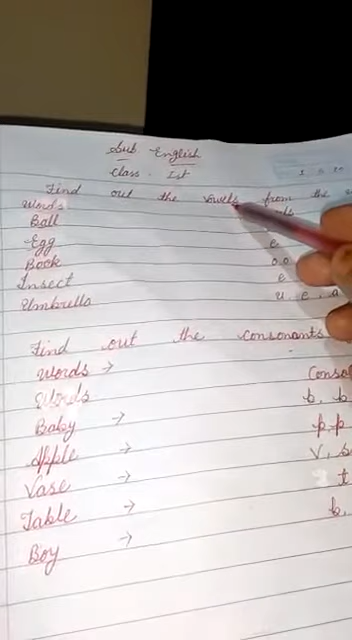 Sub English
Class - Ist
Find out the vowels from the
Words
Ball
Egg e
Book o.o
Insect e
Umbrella u, e, a
Find out the consonants
Words →
Words
Baby → b, b
Apple → p, p
Vase → v, s
Table → t
Boy → b,